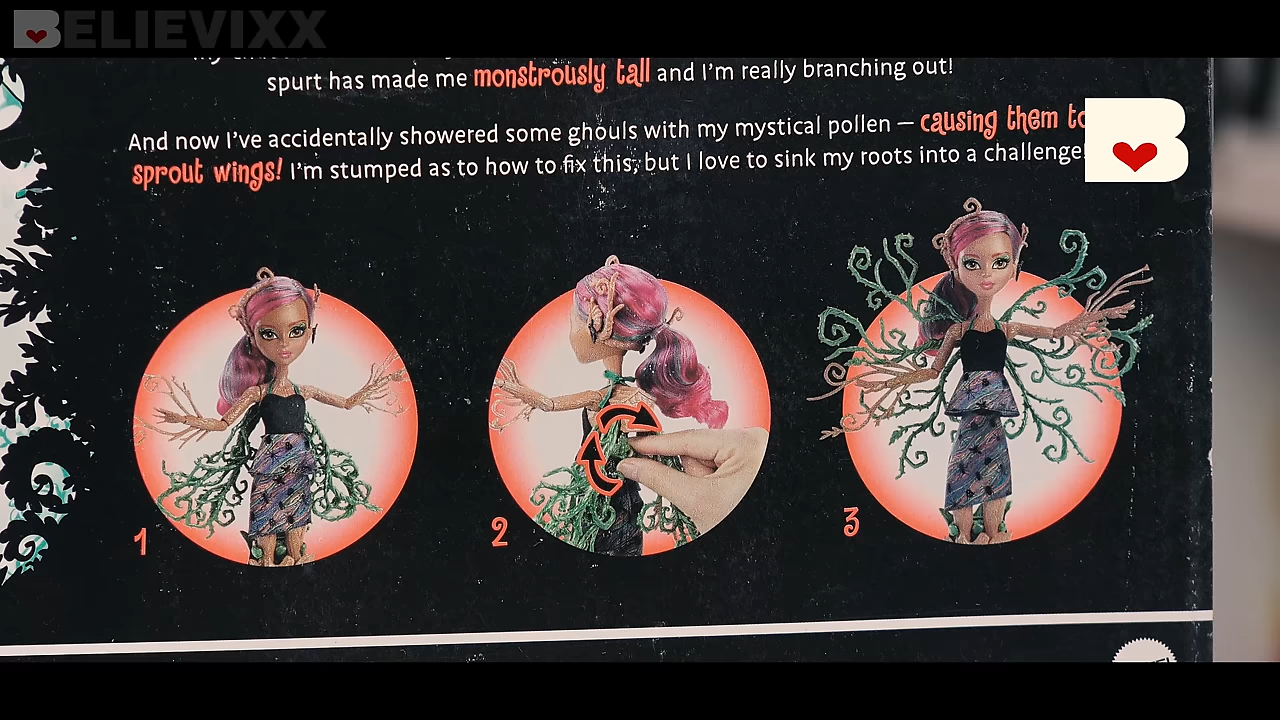 BELIEVIXX
spurt has made me monstrously tall and I'm really branching out!
And now I've accidentally showered some ghouls with my mystical pollen – causing them to
sprout wings! I'm stumped as to how to fix this, but I love to sink my roots into a challenge!
B
1
2
3